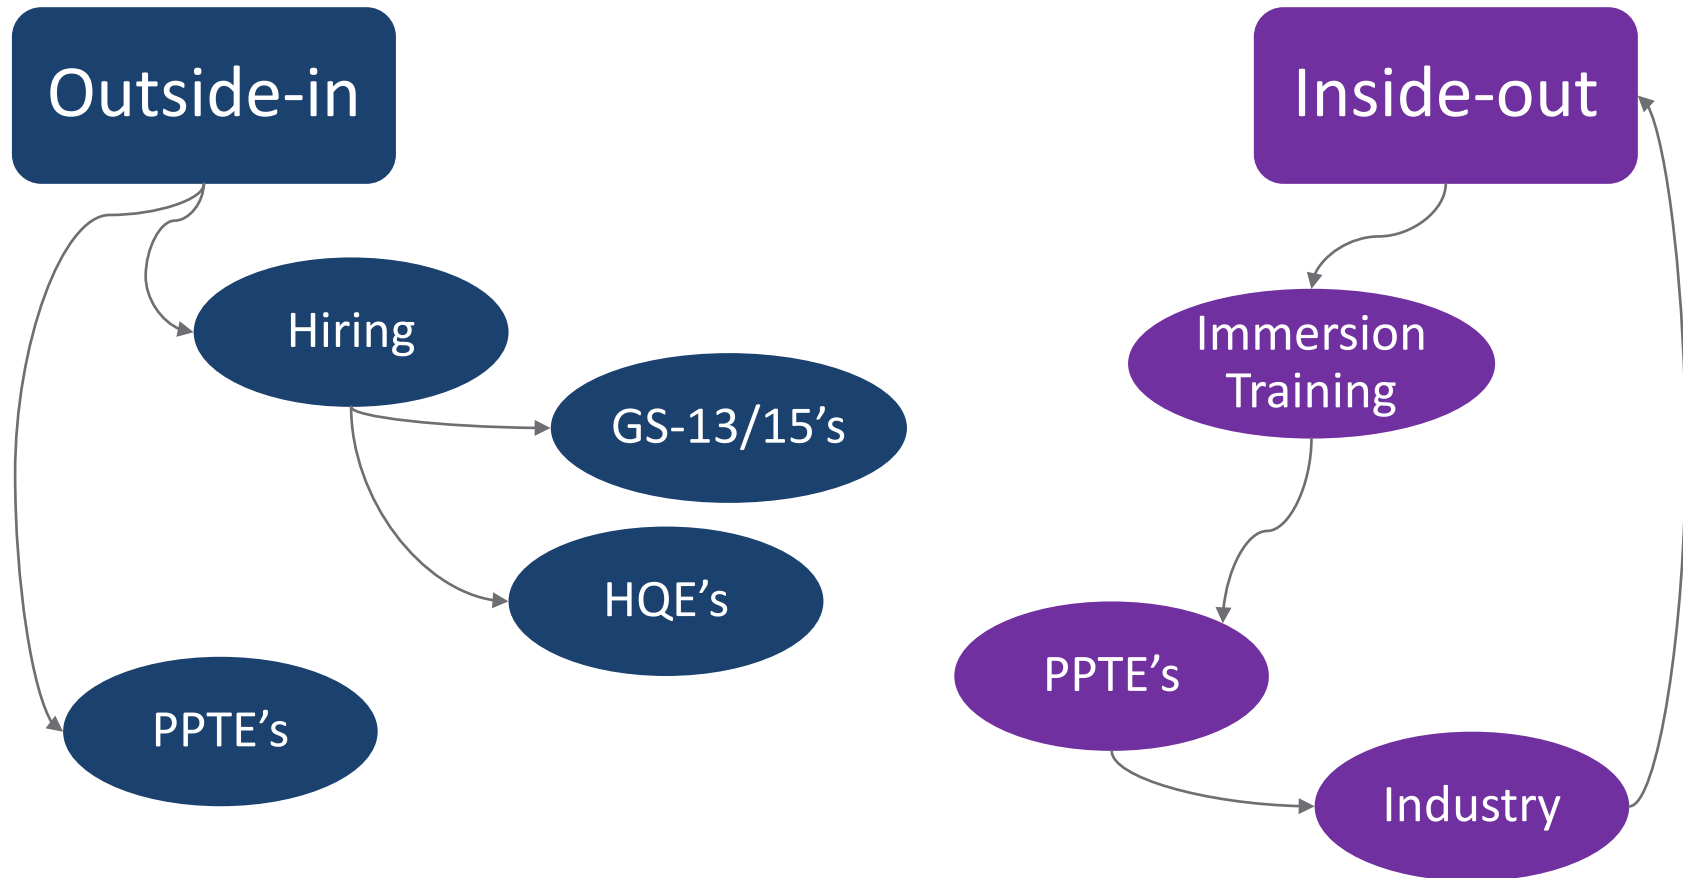 Outside-in
Hiring
GS-13/15’s
HQE’s
PPTE’s
Inside-out
Immersion
Training
PPTE’s
Industry